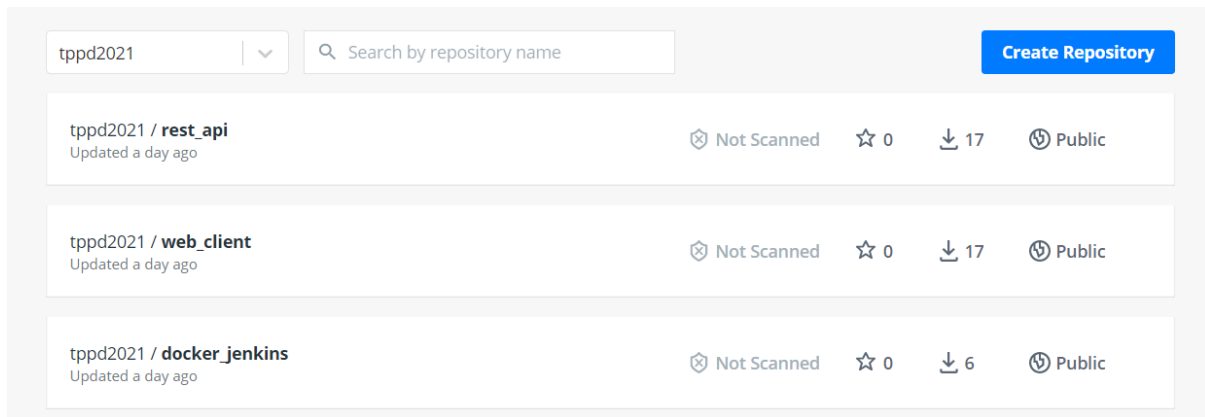 tppd2021
Search by repository name
Create Repository
tppd2021 / rest_api
Updated a day ago
Not Scanned
0
17
Public
tppd2021 / web_client
Updated a day ago
Not Scanned
0
17
Public
tppd2021 / docker_jenkins
Updated a day ago
Not Scanned
0
6
Public